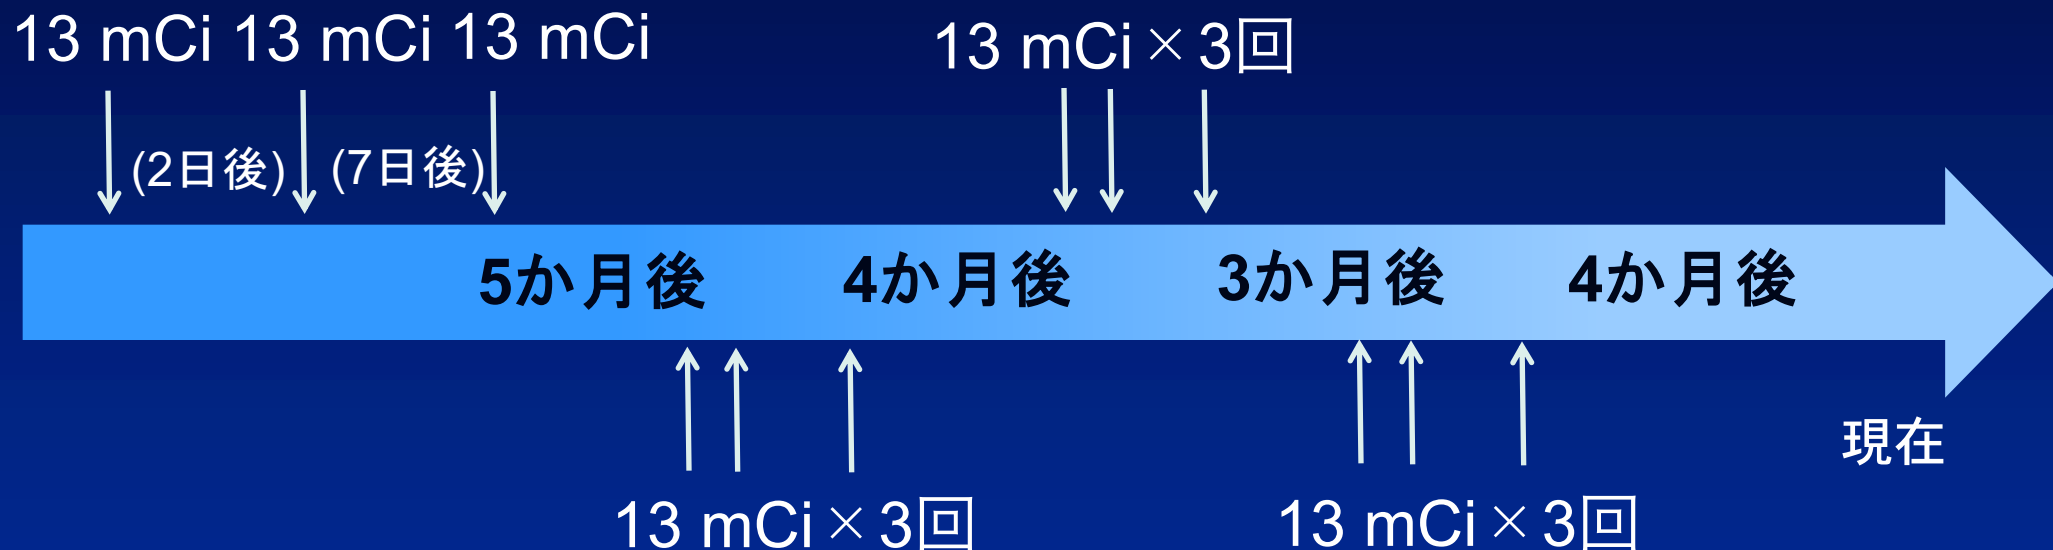 13 mCi 13 mCi 13 mCi
13 mCi×3回
(2日後) (7日後)
5か月後 4か月後 3か月後 4か月後
現在
13 mCi×3回 13 mCi×3回